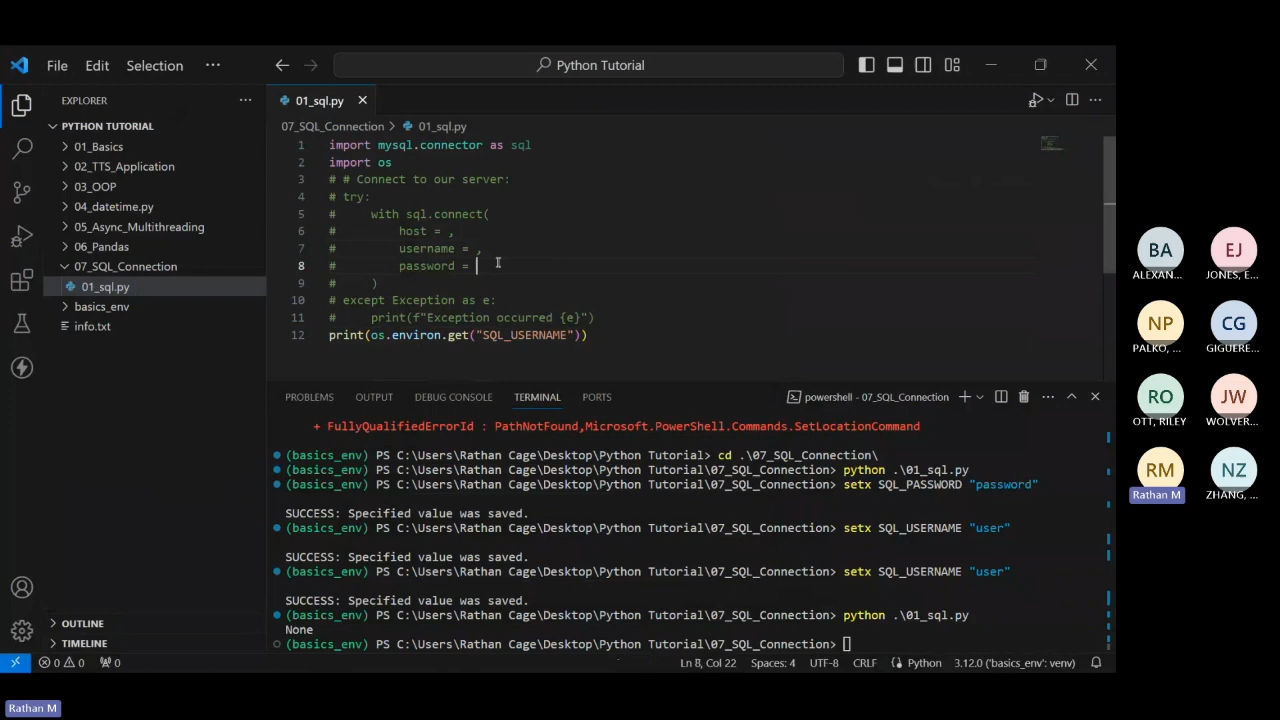 File Edit Selection ··· Python Tutorial
EXPLORER ···
PYTHON TUTORIAL
01_Basics
02_TTS_Application
03_OOP
04_datetime.py
05_Async_Multithreading
06_Pandas
07_SQL_Connection
01_sql.py
basics_env
info.txt
OUTLINE
TIMELINE
01_sql.py
07_SQL_Connection > 01_sql.py
1 import mysql.connector as sql
2 import os
3 # # Connect to our server:
4 # try:
5 #     with sql.connect(
6 #         host = ,
7 #         username = ,
8 #         password =
9 #     )
10 # except Exception as e:
11 #     print(f"Exception occurred {e}")
12 print(os.environ.get("SQL_USERNAME"))
PROBLEMS OUTPUT DEBUG CONSOLE TERMINAL PORTS powershell - 07_SQL_Connection
+ FullyQualifiedErrorId : PathNotFound,Microsoft.PowerShell.Commands.SetLocationCommand
(basics_env) PS C:\Users\Rathan Cage\Desktop\Python Tutorial> cd .\07_SQL_Connection\
(basics_env) PS C:\Users\Rathan Cage\Desktop\Python Tutorial\07_SQL_Connection> python .\01_sql.py
(basics_env) PS C:\Users\Rathan Cage\Desktop\Python Tutorial\07_SQL_Connection> setx SQL_PASSWORD "password"
SUCCESS: Specified value was saved.
(basics_env) PS C:\Users\Rathan Cage\Desktop\Python Tutorial\07_SQL_Connection> setx SQL_USERNAME "user"
SUCCESS: Specified value was saved.
(basics_env) PS C:\Users\Rathan Cage\Desktop\Python Tutorial\07_SQL_Connection> setx SQL_USERNAME "user"
SUCCESS: Specified value was saved.
(basics_env) PS C:\Users\Rathan Cage\Desktop\Python Tutorial\07_SQL_Connection> python .\01_sql.py
None
(basics_env) PS C:\Users\Rathan Cage\Desktop\Python Tutorial\07_SQL_Connection>
0 0 0 Ln 8, Col 22 Spaces: 4 UTF-8 CRLF Python 3.12.0 ('basics_env': venv)
BA EJ
ALEXAN... JONES, E...
NP CG
PALKO, ... GIGUERE...
RO JW
OTT, RILEY WOLVER...
RM NZ
Rathan M ZHANG, ...
Rathan M